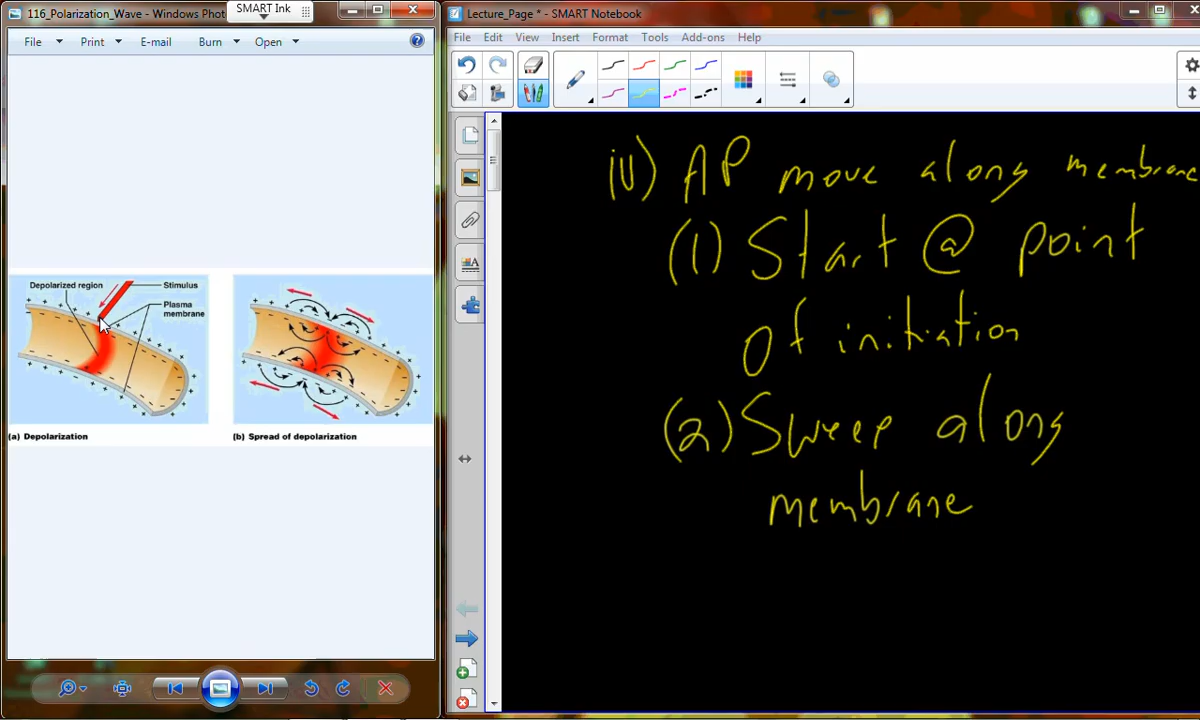 116_Polarization_Wave - Windows Phot
SMART Ink
File Print E-mail Burn Open
Depolarized region
Stimulus
Plasma
membrane
(a) Depolarization
(b) Spread of depolarization
Lecture_Page * - SMART Notebook
File Edit View Insert Format Tools Add-ons Help
iv) AP move along membrane
(1) Start @ point
of initiation
(2) Sweep along
membrane